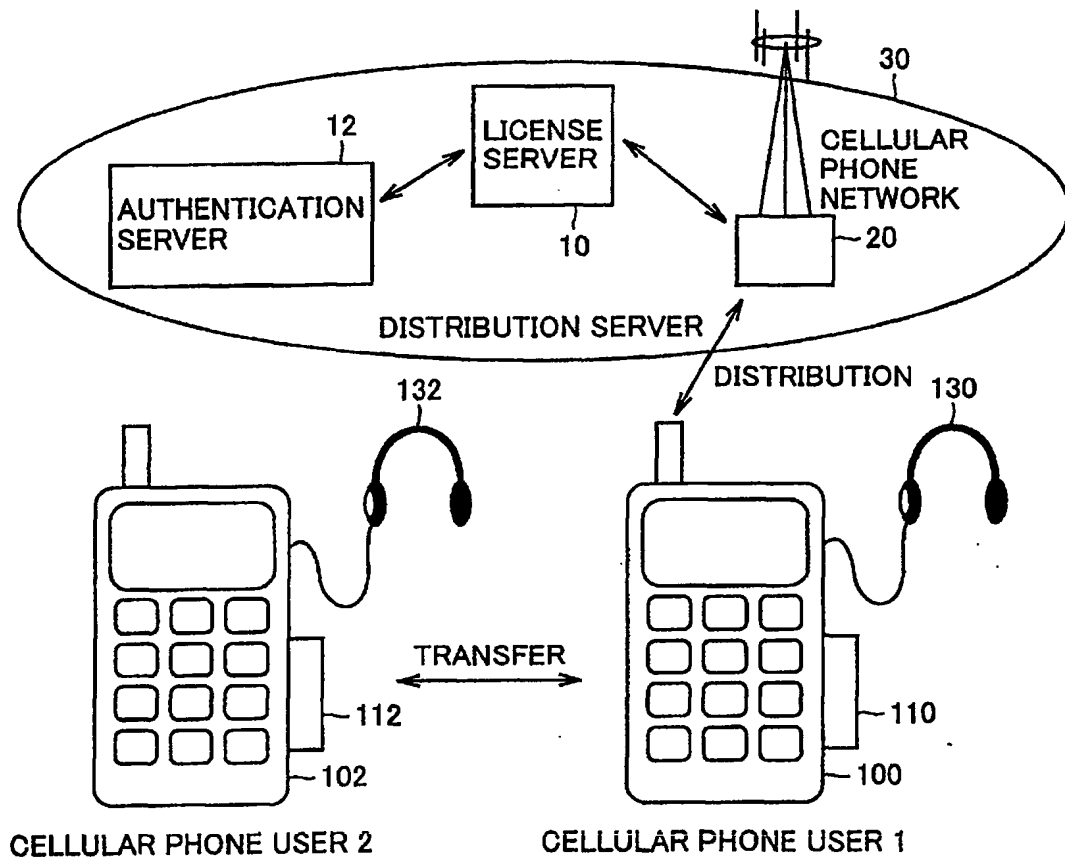 30
12
LICENSE
SERVER
CELLULAR
PHONE
NETWORK
AUTHENTICATION
SERVER
10
20
DISTRIBUTION SERVER
DISTRIBUTION
132
130
TRANSFER
112
110
102
100
CELLULAR PHONE USER 2
CELLULAR PHONE USER 1